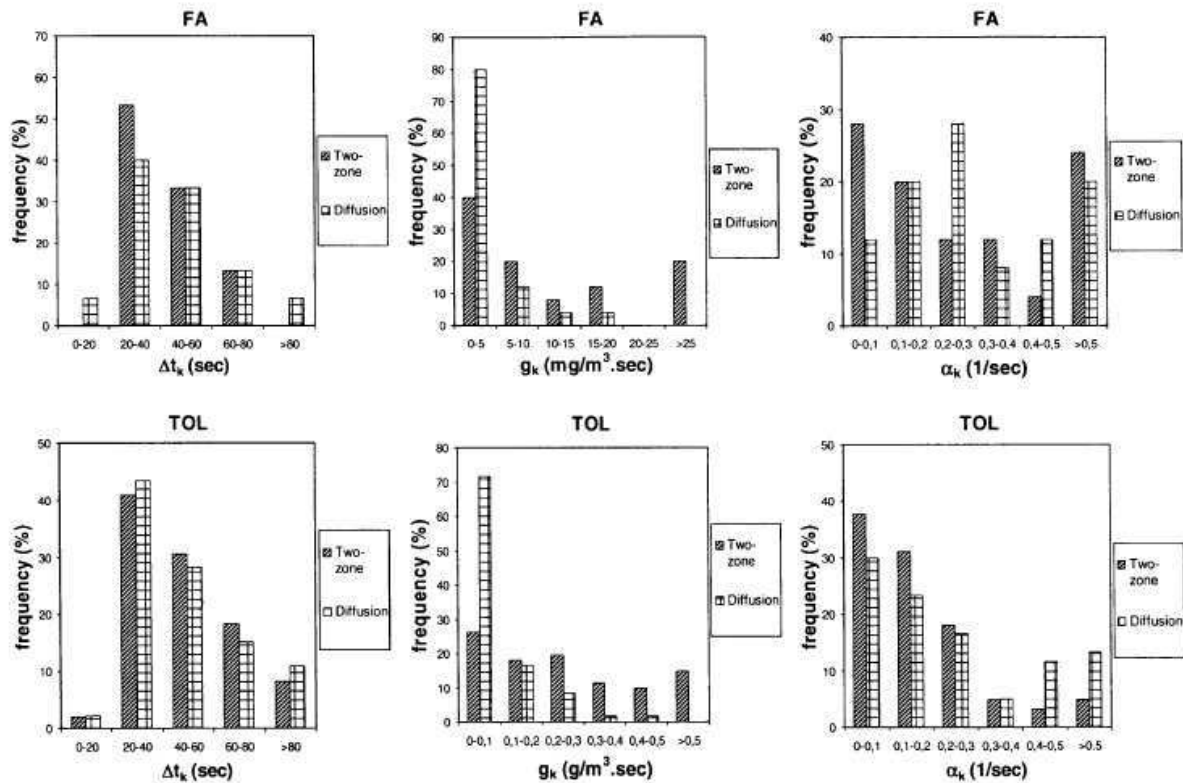 FA
70
60
50
40
30
20
10
0
frequency (%)
0-20 20-40 40-60 60-80 >80
Δtₖ (sec)
Two-
zone
Diffusion
FA
90
80
70
60
50
40
30
20
10
0
frequency (%)
0-5 5-10 10-15 15-20 20-25 >25
gₖ (mg/m³.sec)
Two-
zone
Diffusion
FA
40
30
20
10
0
frequency (%)
0-0,1 0,1-0,2 0,2-0,3 0,3-0,4 0,4-0,5 >0,5
αₖ (1/sec)
Two-
zone
Diffusion
TOL
50
40
30
20
10
0
frequency (%)
0-20 20-40 40-60 60-80 >80
Δtₖ (sec)
Two-
zone
Diffusion
TOL
80
70
60
50
40
30
20
10
0
frequency (%)
0-0,1 0,1-0,2 0,2-0,3 0,3-0,4 0,4-0,5 >0,5
gₖ (g/m³.sec)
Two-
zone
Diffusion
TOL
50
40
30
20
10
0
frequency (%)
0-0,1 0,1-0,2 0,2-0,3 0,3-0,4 0,4-0,5 >0,5
αₖ (1/sec)
Two-
zone
Diffusion